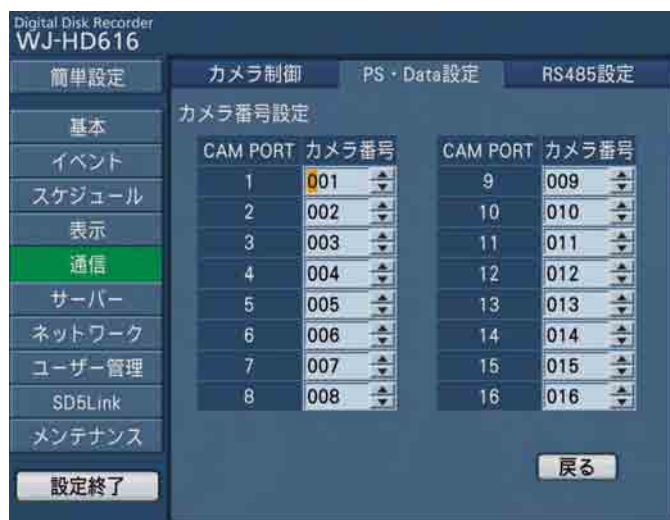 Digital Disk Recorder
WJ-HD616
簡単設定
基本
イベント
スケジュール
表示
通信
サーバー
ネットワーク
ユーザー管理
SD5Link
メンテナンス
設定終了
カメラ制御 PS・Data設定 RS485設定
カメラ番号設定
CAM PORT カメラ番号 CAM PORT カメラ番号
1 001 9 009
2 002 10 010
3 003 11 011
4 004 12 012
5 005 13 013
6 006 14 014
7 007 15 015
8 008 16 016
戻る